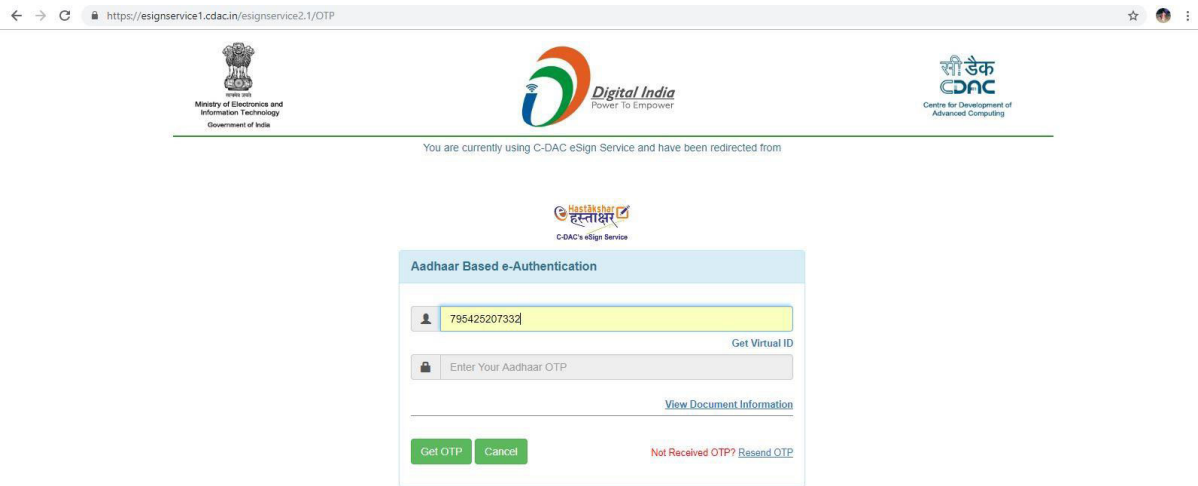 https://esignservice1.cdac.in/esignservice2.1/OTP
सत्यमेव जयते
Ministry of Electronics and
Information Technology
Government of India
Digital India
Power To Empower
सी डैक
CDAC
Centre for Development of
Advanced Computing
You are currently using C-DAC eSign Service and have been redirected from
e Hastākshar
हस्ताक्षर
C-DAC's eSign Service
Aadhaar Based e-Authentication
795425207332
Get Virtual ID
Enter Your Aadhaar OTP
View Document Information
Get OTP Cancel Not Received OTP? Resend OTP